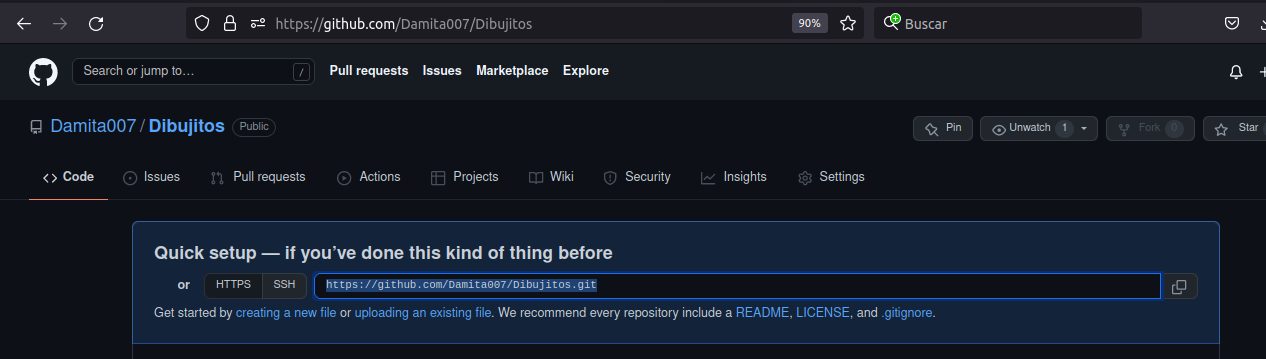 https://github.com/Damita007/Dibujitos 90% Buscar
Search or jump to… / Pull requests Issues Marketplace Explore
Damita007 / Dibujitos Public Pin Unwatch 1 Fork 0 Star
Code Issues Pull requests Actions Projects Wiki Security Insights Settings
Quick setup — if you’ve done this kind of thing before
or HTTPS SSH https://github.com/Damita007/Dibujitos.git
Get started by creating a new file or uploading an existing file. We recommend every repository include a README, LICENSE, and .gitignore.